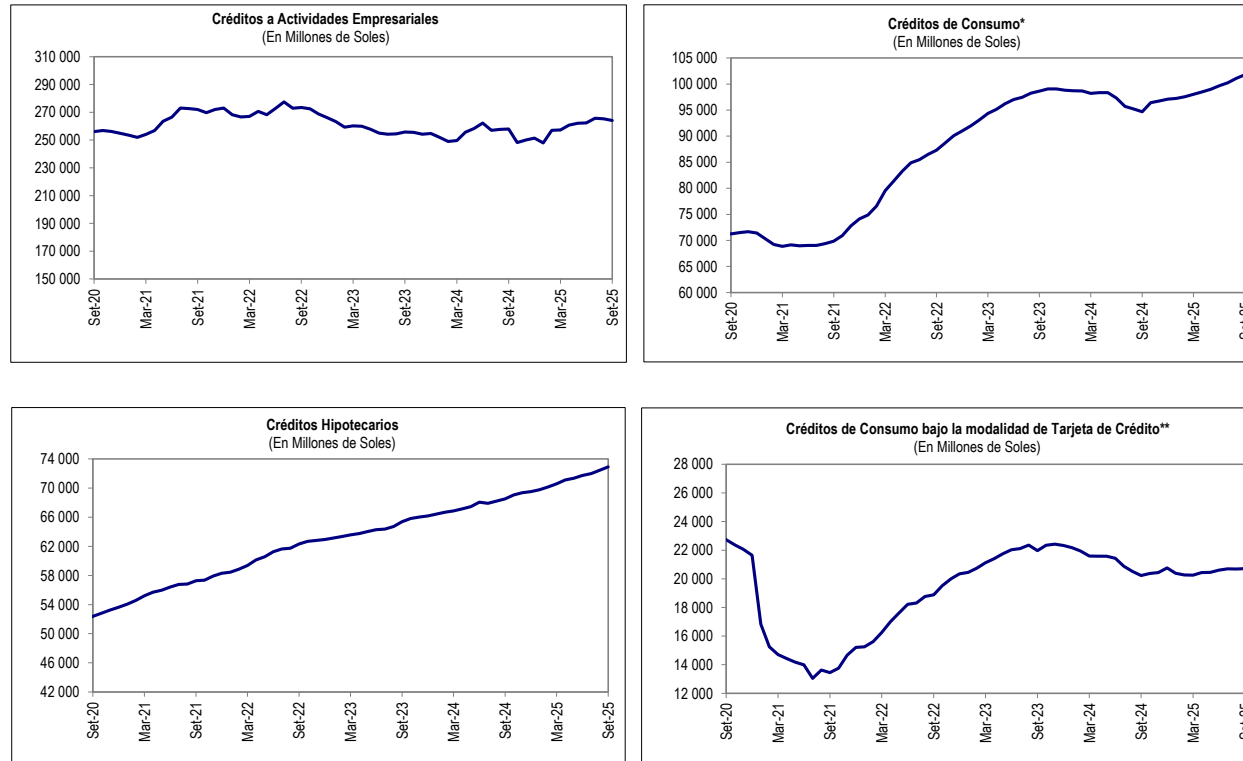 Créditos a Actividades Empresariales
(En Millones de Soles)
310 000
290 000
270 000
250 000
230 000
210 000
190 000
170 000
150 000
Set-20
Mar-21
Set-21
Mar-22
Set-22
Mar-23
Set-23
Mar-24
Set-24
Mar-25
Set-25
Créditos de Consumo*
(En Millones de Soles)
105 000
100 000
95 000
90 000
85 000
80 000
75 000
70 000
65 000
60 000
Set-20
Mar-21
Set-21
Mar-22
Set-22
Mar-23
Set-23
Mar-24
Set-24
Mar-25
Créditos Hipotecarios
(En Millones de Soles)
74 000
70 000
66 000
62 000
58 000
54 000
50 000
46 000
42 000
Set-20
Mar-21
Set-21
Mar-22
Set-22
Mar-23
Set-23
Mar-24
Set-24
Mar-25
Set-25
Créditos de Consumo bajo la modalidad de Tarjeta de Crédito**
(En Millones de Soles)
28 000
26 000
24 000
22 000
20 000
18 000
16 000
14 000
12 000
Set-20
Mar-21
Set-21
Mar-22
Set-22
Mar-23
Set-23
Mar-24
Set-24
Mar-25